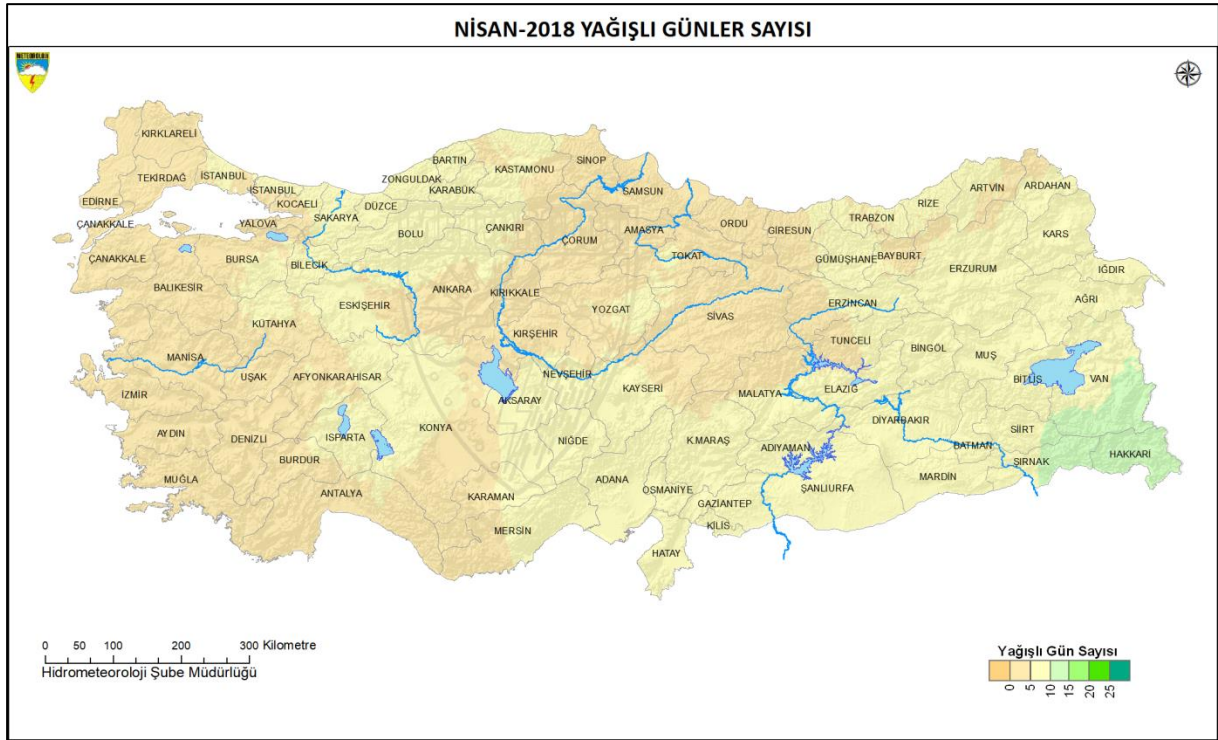 NİSAN-2018 YAĞIŞLI GÜNLER SAYISI
METEOROLOJİ
KIRKLARELİ
TEKİRDAĞ
EDİRNE
İSTANBUL
İSTANBUL
KOCAELİ
YALOVA
SAKARYA
ÇANAKKALE
ÇANAKKALE
BALIKESİR
BURSA
BİLECİK
ZONGULDAK
BARTIN
KARABÜK
DÜZCE
BOLU
KASTAMONU
SİNOP
ÇANKIRI
ÇORUM
SAMSUN
AMASYA
TOKAT
ORDU
GİRESUN
TRABZON
RİZE
ARTVİN
ARDAHAN
KARS
GÜMÜŞHANE
BAYBURT
ERZURUM
IĞDIR
AĞRI
ESKİŞEHİR
ANKARA
KIRIKKALE
YOZGAT
SİVAS
ERZİNCAN
KÜTAHYA
KIRŞEHİR
TUNCELİ
BİNGÖL
MUŞ
MANİSA
UŞAK
AFYONKARAHİSAR
NEVŞEHİR
KAYSERİ
MALATYA
ELAZIĞ
BİTLİS
VAN
İZMİR
AKSARAY
DİYARBAKIR
SİİRT
AYDIN
DENİZLİ
ISPARTA
KONYA
NİĞDE
K.MARAŞ
ADIYAMAN
BATMAN
ŞIRNAK
HAKKARİ
BURDUR
MUĞLA
ANTALYA
KARAMAN
ADANA
OSMANİYE
GAZİANTEP
ŞANLIURFA
MARDİN
MERSİN
KİLİS
HATAY
0 50 100 200 300 Kilometre
Hidrometeoroloji Şube Müdürlüğü
Yağışlı Gün Sayısı
0 5 10 15 20 25